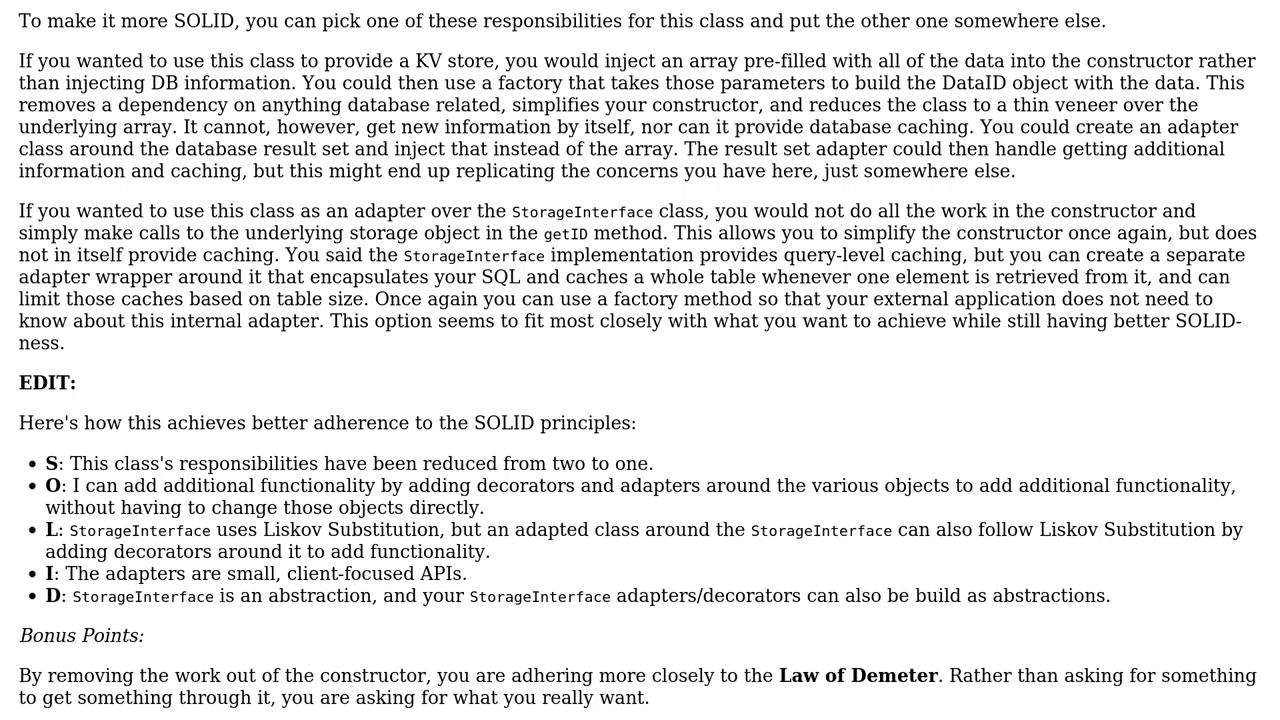 To make it more SOLID, you can pick one of these responsibilities for this class and put the other one somewhere else.
If you wanted to use this class to provide a KV store, you would inject an array pre-filled with all of the data into the constructor rather
than injecting DB information. You could then use a factory that takes those parameters to build the DataID object with the data. This
removes a dependency on anything database related, simplifies your constructor, and reduces the class to a thin veneer over the
underlying array. It cannot, however, get new information by itself, nor can it provide database caching. You could create an adapter
class around the database result set and inject that instead of the array. The result set adapter could then handle getting additional
information and caching, but this might end up replicating the concerns you have here, just somewhere else.
If you wanted to use this class as an adapter over the StorageInterface class, you would not do all the work in the constructor and
simply make calls to the underlying storage object in the getID method. This allows you to simplify the constructor once again, but does
not in itself provide caching. You said the StorageInterface implementation provides query-level caching, but you can create a separate
adapter wrapper around it that encapsulates your SQL and caches a whole table whenever one element is retrieved from it, and can
limit those caches based on table size. Once again you can use a factory method so that your external application does not need to
know about this internal adapter. This option seems to fit most closely with what you want to achieve while still having better SOLID-
ness.
EDIT:
Here's how this achieves better adherence to the SOLID principles:
• S: This class's responsibilities have been reduced from two to one.
• O: I can add additional functionality by adding decorators and adapters around the various objects to add additional functionality,
without having to change those objects directly.
• L: StorageInterface uses Liskov Substitution, but an adapted class around the StorageInterface can also follow Liskov Substitution by
adding decorators around it to add functionality.
• I: The adapters are small, client-focused APIs.
• D: StorageInterface is an abstraction, and your StorageInterface adapters/decorators can also be build as abstractions.
Bonus Points:
By removing the work out of the constructor, you are adhering more closely to the Law of Demeter. Rather than asking for something
to get something through it, you are asking for what you really want.